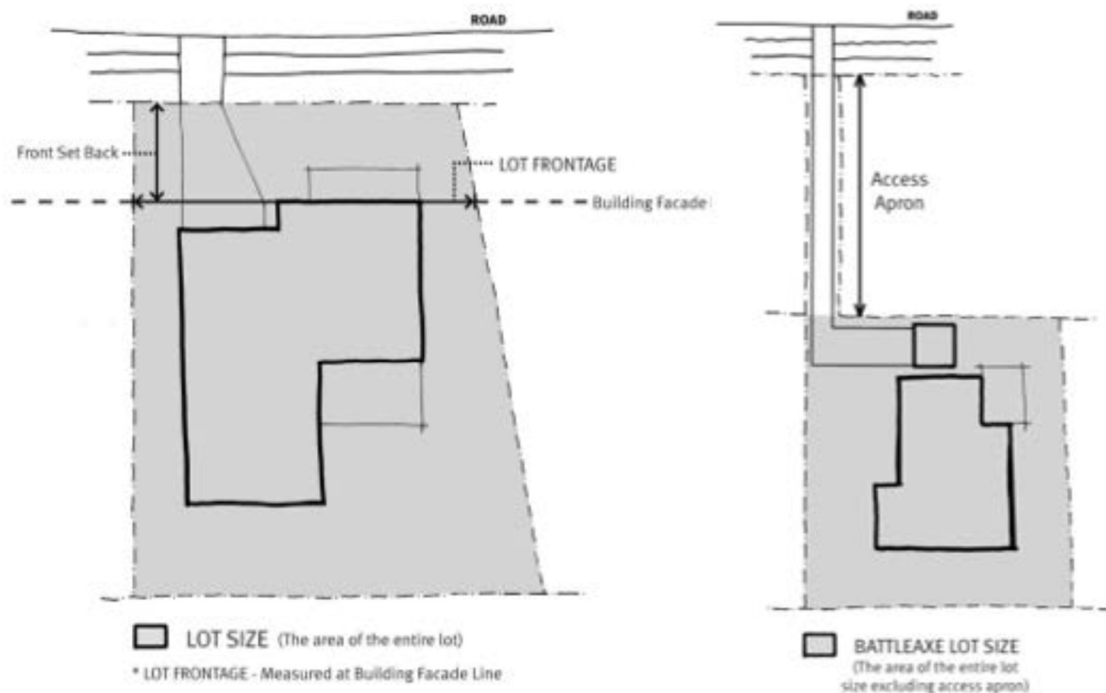 ROAD
Front Set Back
LOT FRONTAGE
Building Facade
LOT SIZE (The area of the entire lot)
* LOT FRONTAGE - Measured at Building Facade Line
ROAD
Access
Apron
BATTLEAXE LOT SIZE
(The area of the entire lot
size excluding access apron)